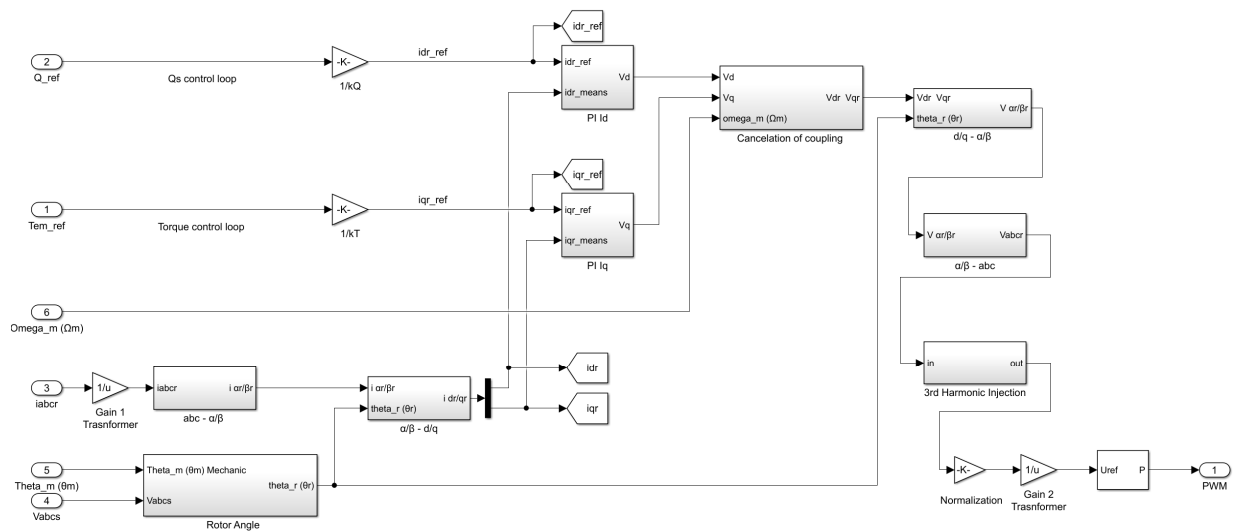 idr_ref
2
Q_ref
Qs control loop
-K-
1/kQ
idr_ref
idr_ref
Vd
idr_means
PI Id
Vd
Vq
omega_m (Ωm)
Vdr Vqr
Cancelation of coupling
Vdr Vqr
theta_r (θr)
V αr/βr
d/q - α/β
iqr_ref
1
Tem_ref
Torque control loop
-K-
1/kT
iqr_ref
iqr_ref
Vq
iqr_means
PI Iq
V αr/βr
Vabcr
α/β - abc
6
Omega_m (Ωm)
in
out
3rd Harmonic Injection
3
iabcr
1/u
Gain 1
Trasnformer
iabcr
i αr/βr
abc - α/β
i αr/βr
theta_r (θr)
i dr/qr
α/β - d/q
idr
iqr
5
Theta_m (θm)
4
Vabcs
Theta_m (θm) Mechanic
Vabcs
theta_r (θr)
Rotor Angle
-K-
Normalization
1/u
Gain 2
Trasnformer
Uref
P
1
PWM